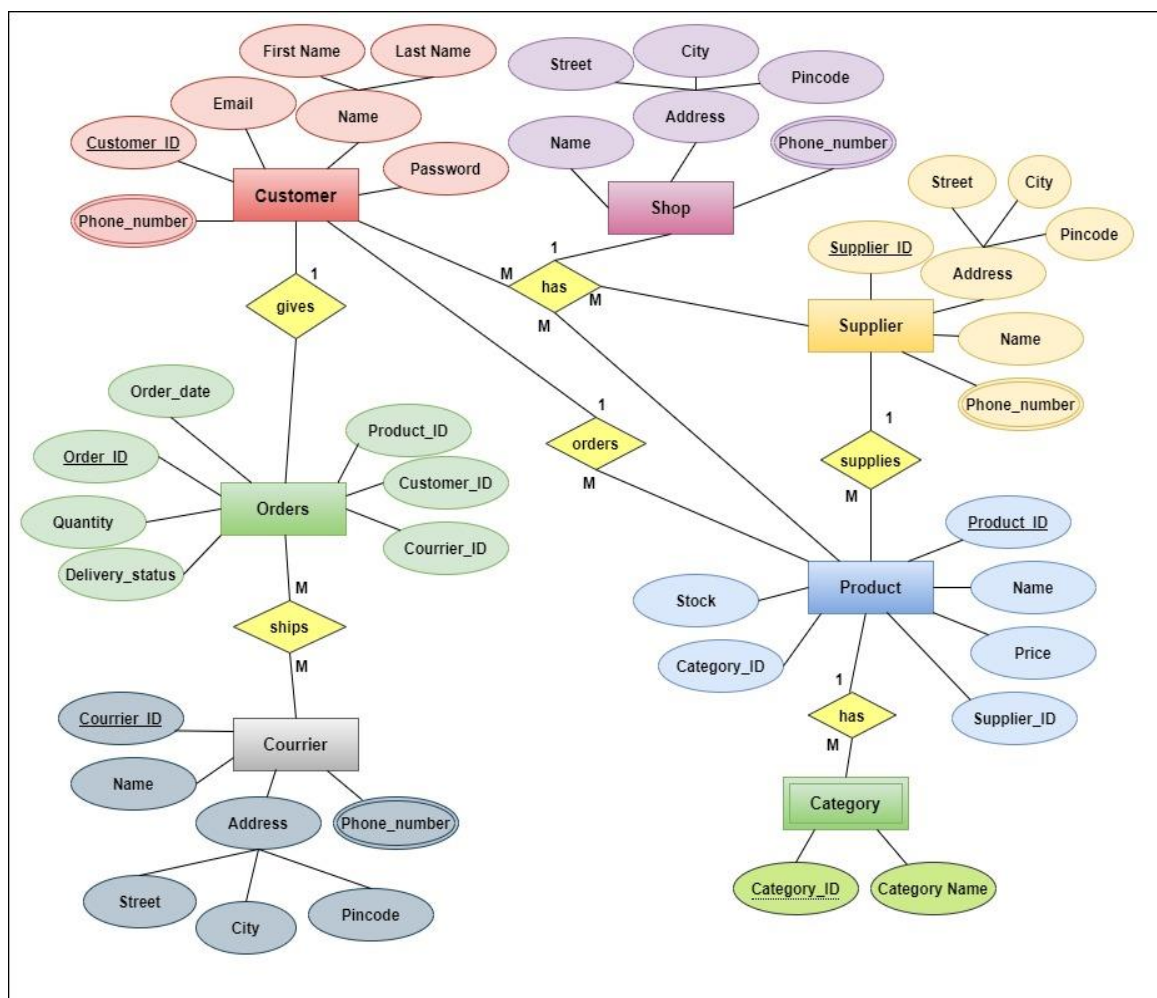 First Name
Last Name
Email
Name
Customer_ID
Password
Customer
Phone_number
City
Street
Pincode
Address
Name
Phone_number
Shop
Street
City
Pincode
Supplier_ID
Address
Supplier
Name
Phone_number
1
gives
1
M
has
M
M
1
orders
M
1
supplies
M
Order_date
Product_ID
Order_ID
Customer_ID
Orders
Quantity
Courrier_ID
Delivery_status
Product_ID
Product
Name
Stock
Price
Category_ID
Supplier_ID
M
ships
M
1
has
M
Courrier_ID
Courrier
Name
Address
Phone_number
Street
City
Pincode
Category
Category_ID
Category Name